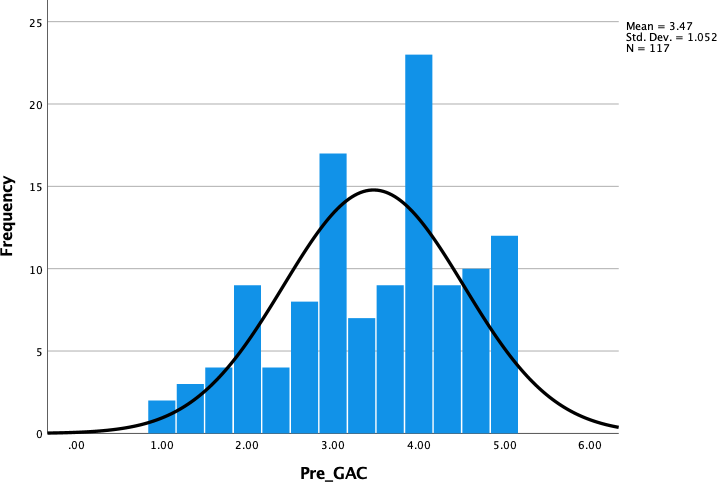 25
20
15
10
5
0
Frequency
.00 1.00 2.00 3.00 4.00 5.00 6.00
Pre_GAC
Mean = 3.47
Std. Dev. = 1.052
N = 117